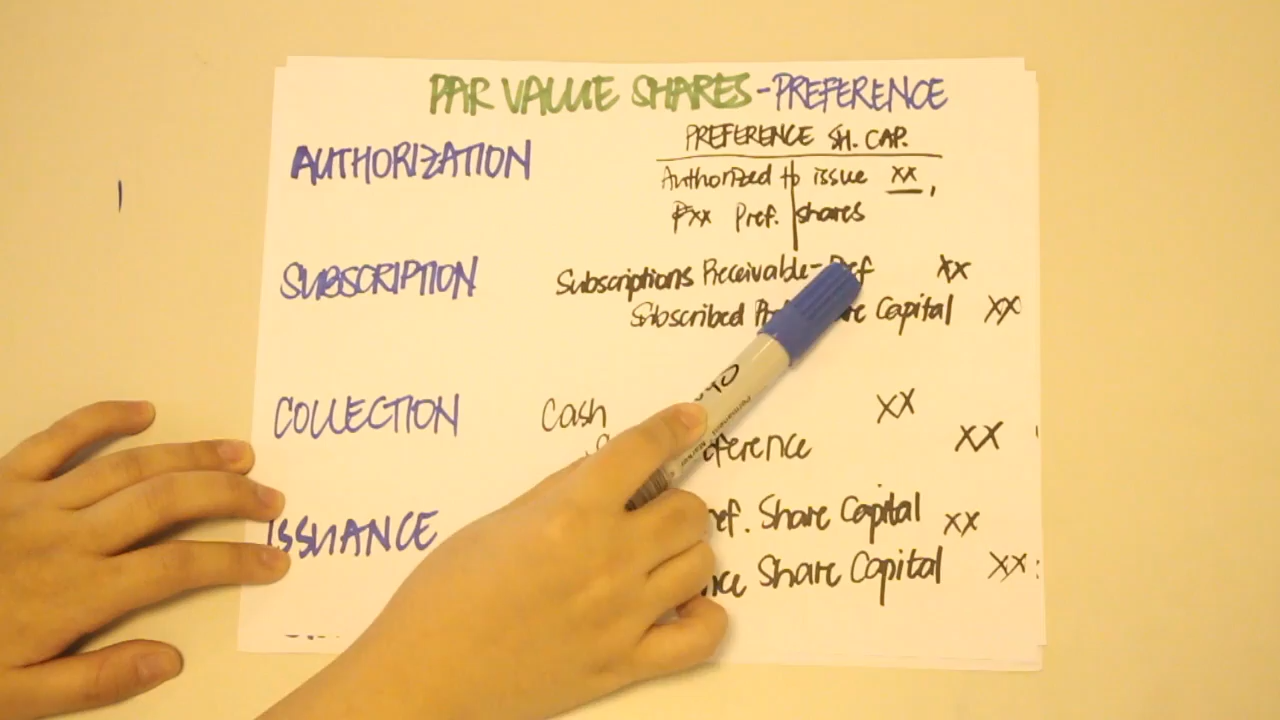 PAR VALUE SHARES - PREFERENCE
AUTHORIZATION
PREFERENCE SH. CAP.
Authorized to issue xx,
₱xx Pref. shares
SUBSCRIPTION
Subscriptions Receivable - Pref xx
Subscribed Capital xx
COLLECTION
Cash xx
xx
ISSUANCE
Share Capital xx
Share Capital xx